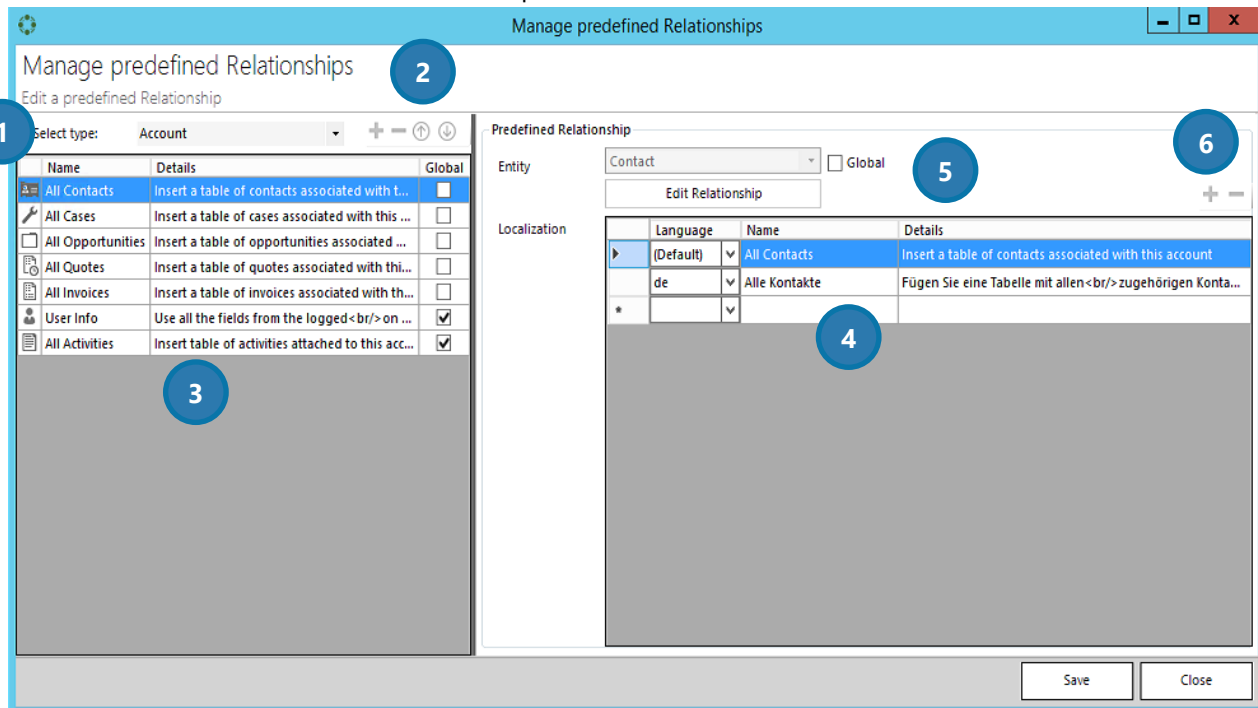 Manage predefined Relationships
Manage predefined Relationships
2
Edit a predefined Relationship
1
Select type: Account
Name Details Global
All Contacts Insert a table of contacts associated with t...
All Cases Insert a table of cases associated with this ...
All Opportunities Insert a table of opportunities associated ...
All Quotes Insert a table of quotes associated with thi...
All Invoices Insert a table of invoices associated with th...
User Info Use all the fields from the logged<br/>on ...
All Activities Insert table of activities attached to this acc...
3
Predefined Relationship
6
Entity Contact Global
5
Edit Relationship
Localization
Language Name Details
(Default) All Contacts Insert a table of contacts associated with this account
de Alle Kontakte Fügen Sie eine Tabelle mit allen<br/>zugehörigen Konta...
*
4
Save Close